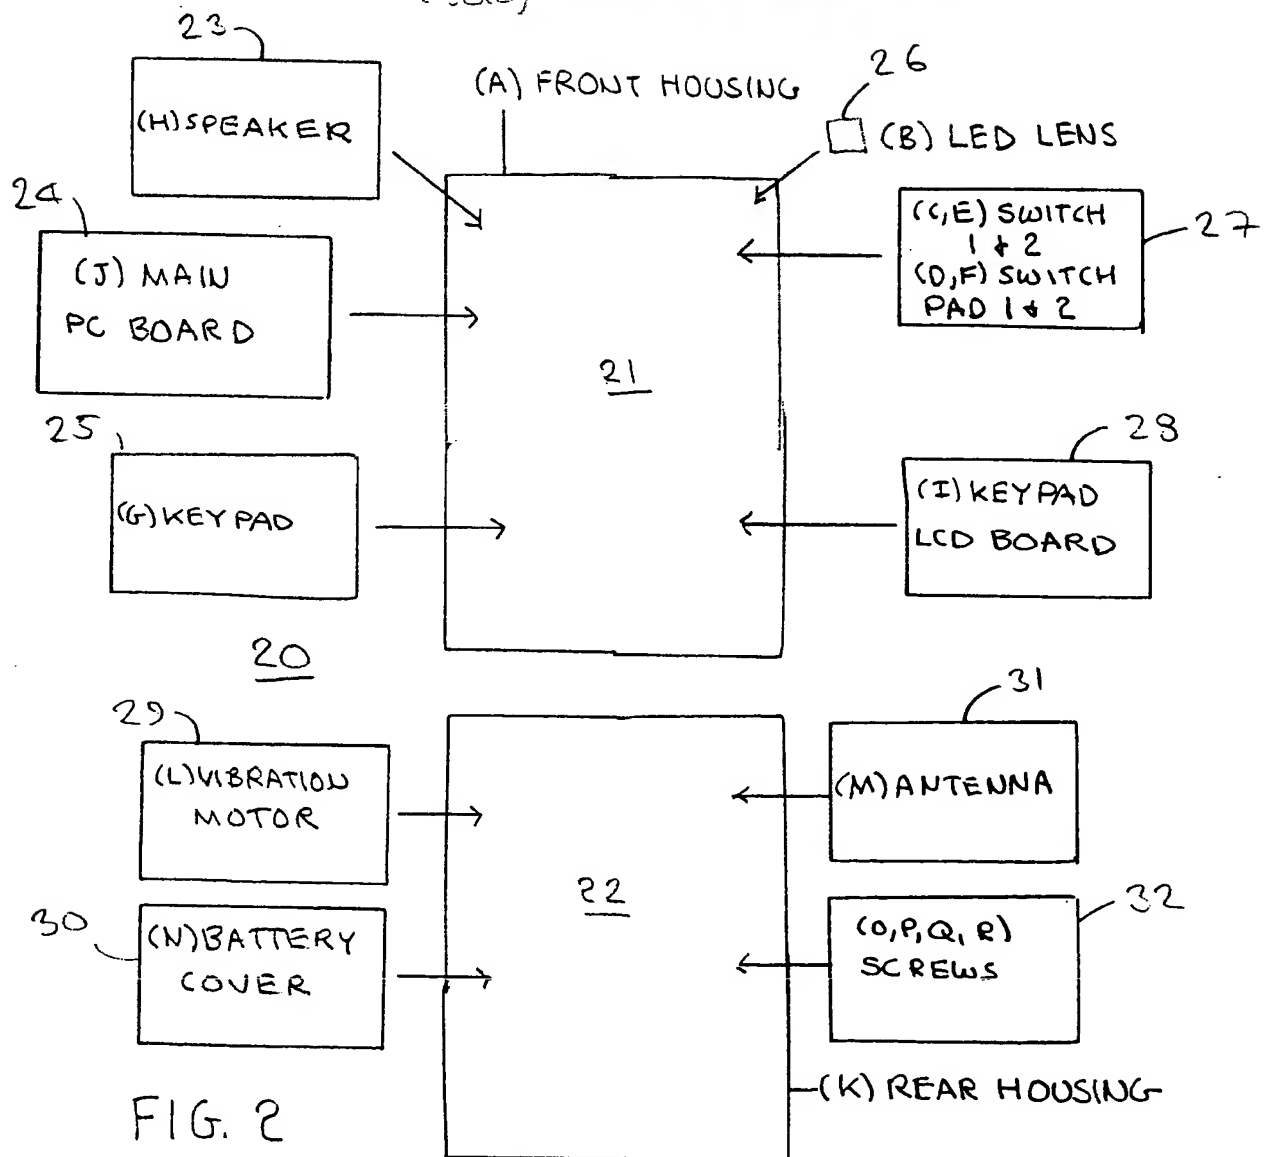 23
26
(A) FRONT HOUSING
(H) SPEAKER
(B) LED LENS
24
(C,E) SWITCH
1 & 2
(D,F) SWITCH
PAD 1 & 2
27
(J) MAIN
PC BOARD
21
25
28
(G) KEYPAD
(I) KEYPAD
LCD BOARD
20
31
29
(L) VIBRATION
MOTOR
(M) ANTENNA
22
30
(N) BATTERY
COVER
(O,P,Q,R)
SCREWS
32
(K) REAR HOUSING
FIG. 2